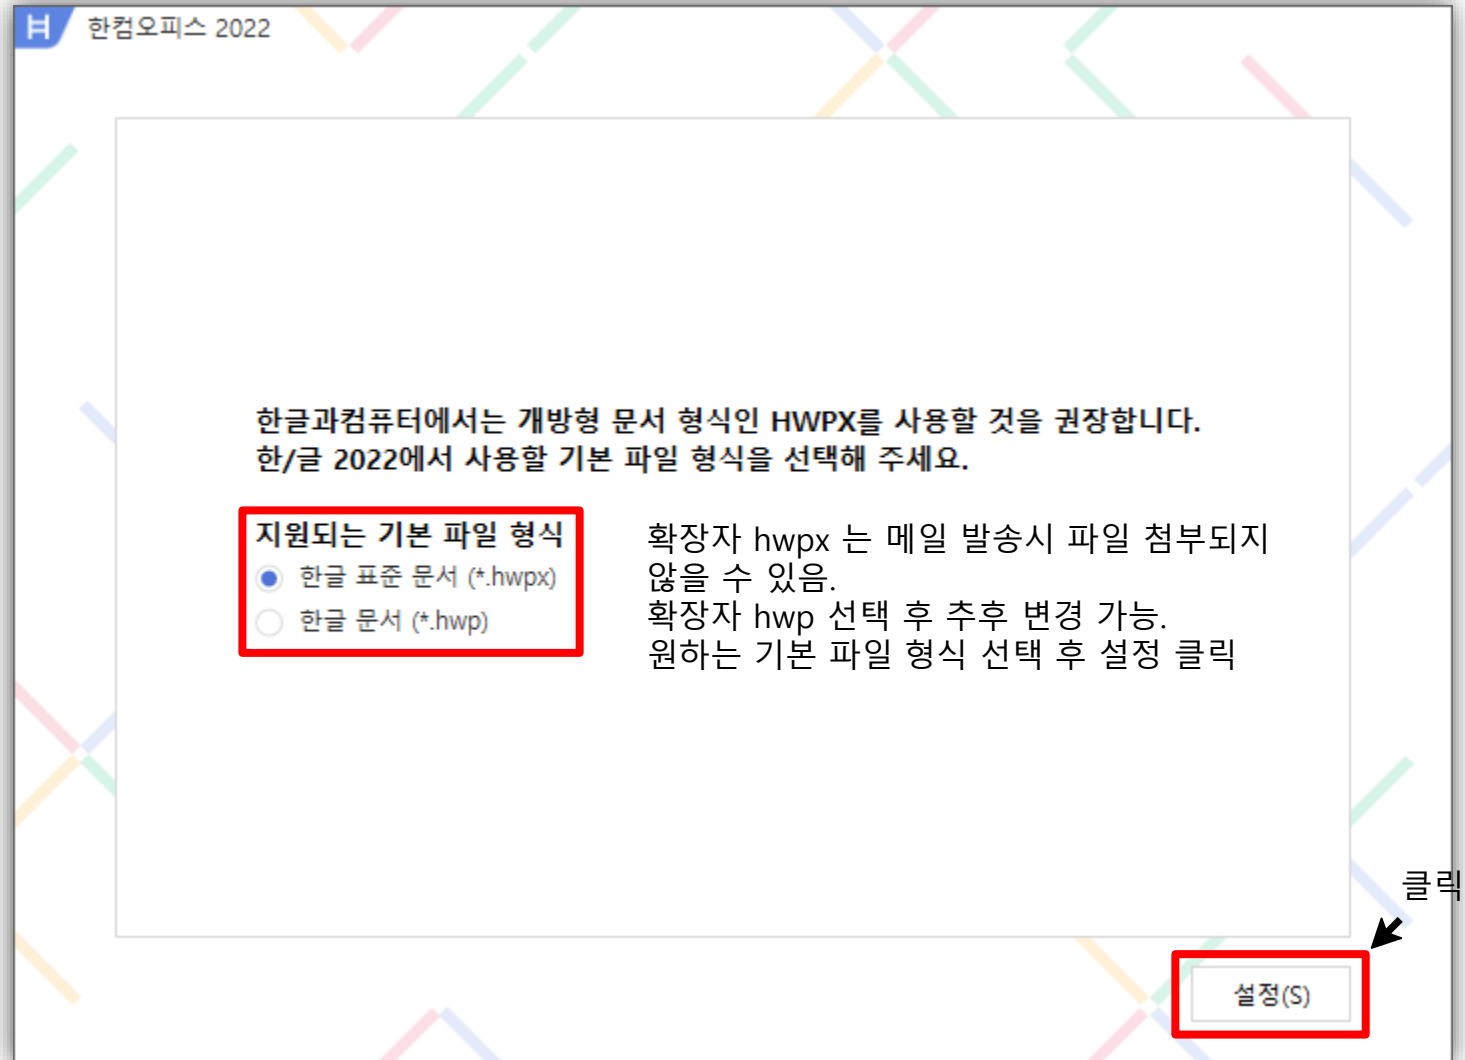 한컴오피스 2022
한글과컴퓨터에서는 개방형 문서 형식인 HWPX를 사용할 것을 권장합니다.
한/글 2022에서 사용할 기본 파일 형식을 선택해 주세요.
지원되는 기본 파일 형식
한글 표준 문서 (*.hwpx)
한글 문서 (*.hwp)
확장자 hwpx 는 메일 발송시 파일 첨부되지
않을 수 있음.
확장자 hwp 선택 후 추후 변경 가능.
원하는 기본 파일 형식 선택 후 설정 클릭
클릭
설정(S)